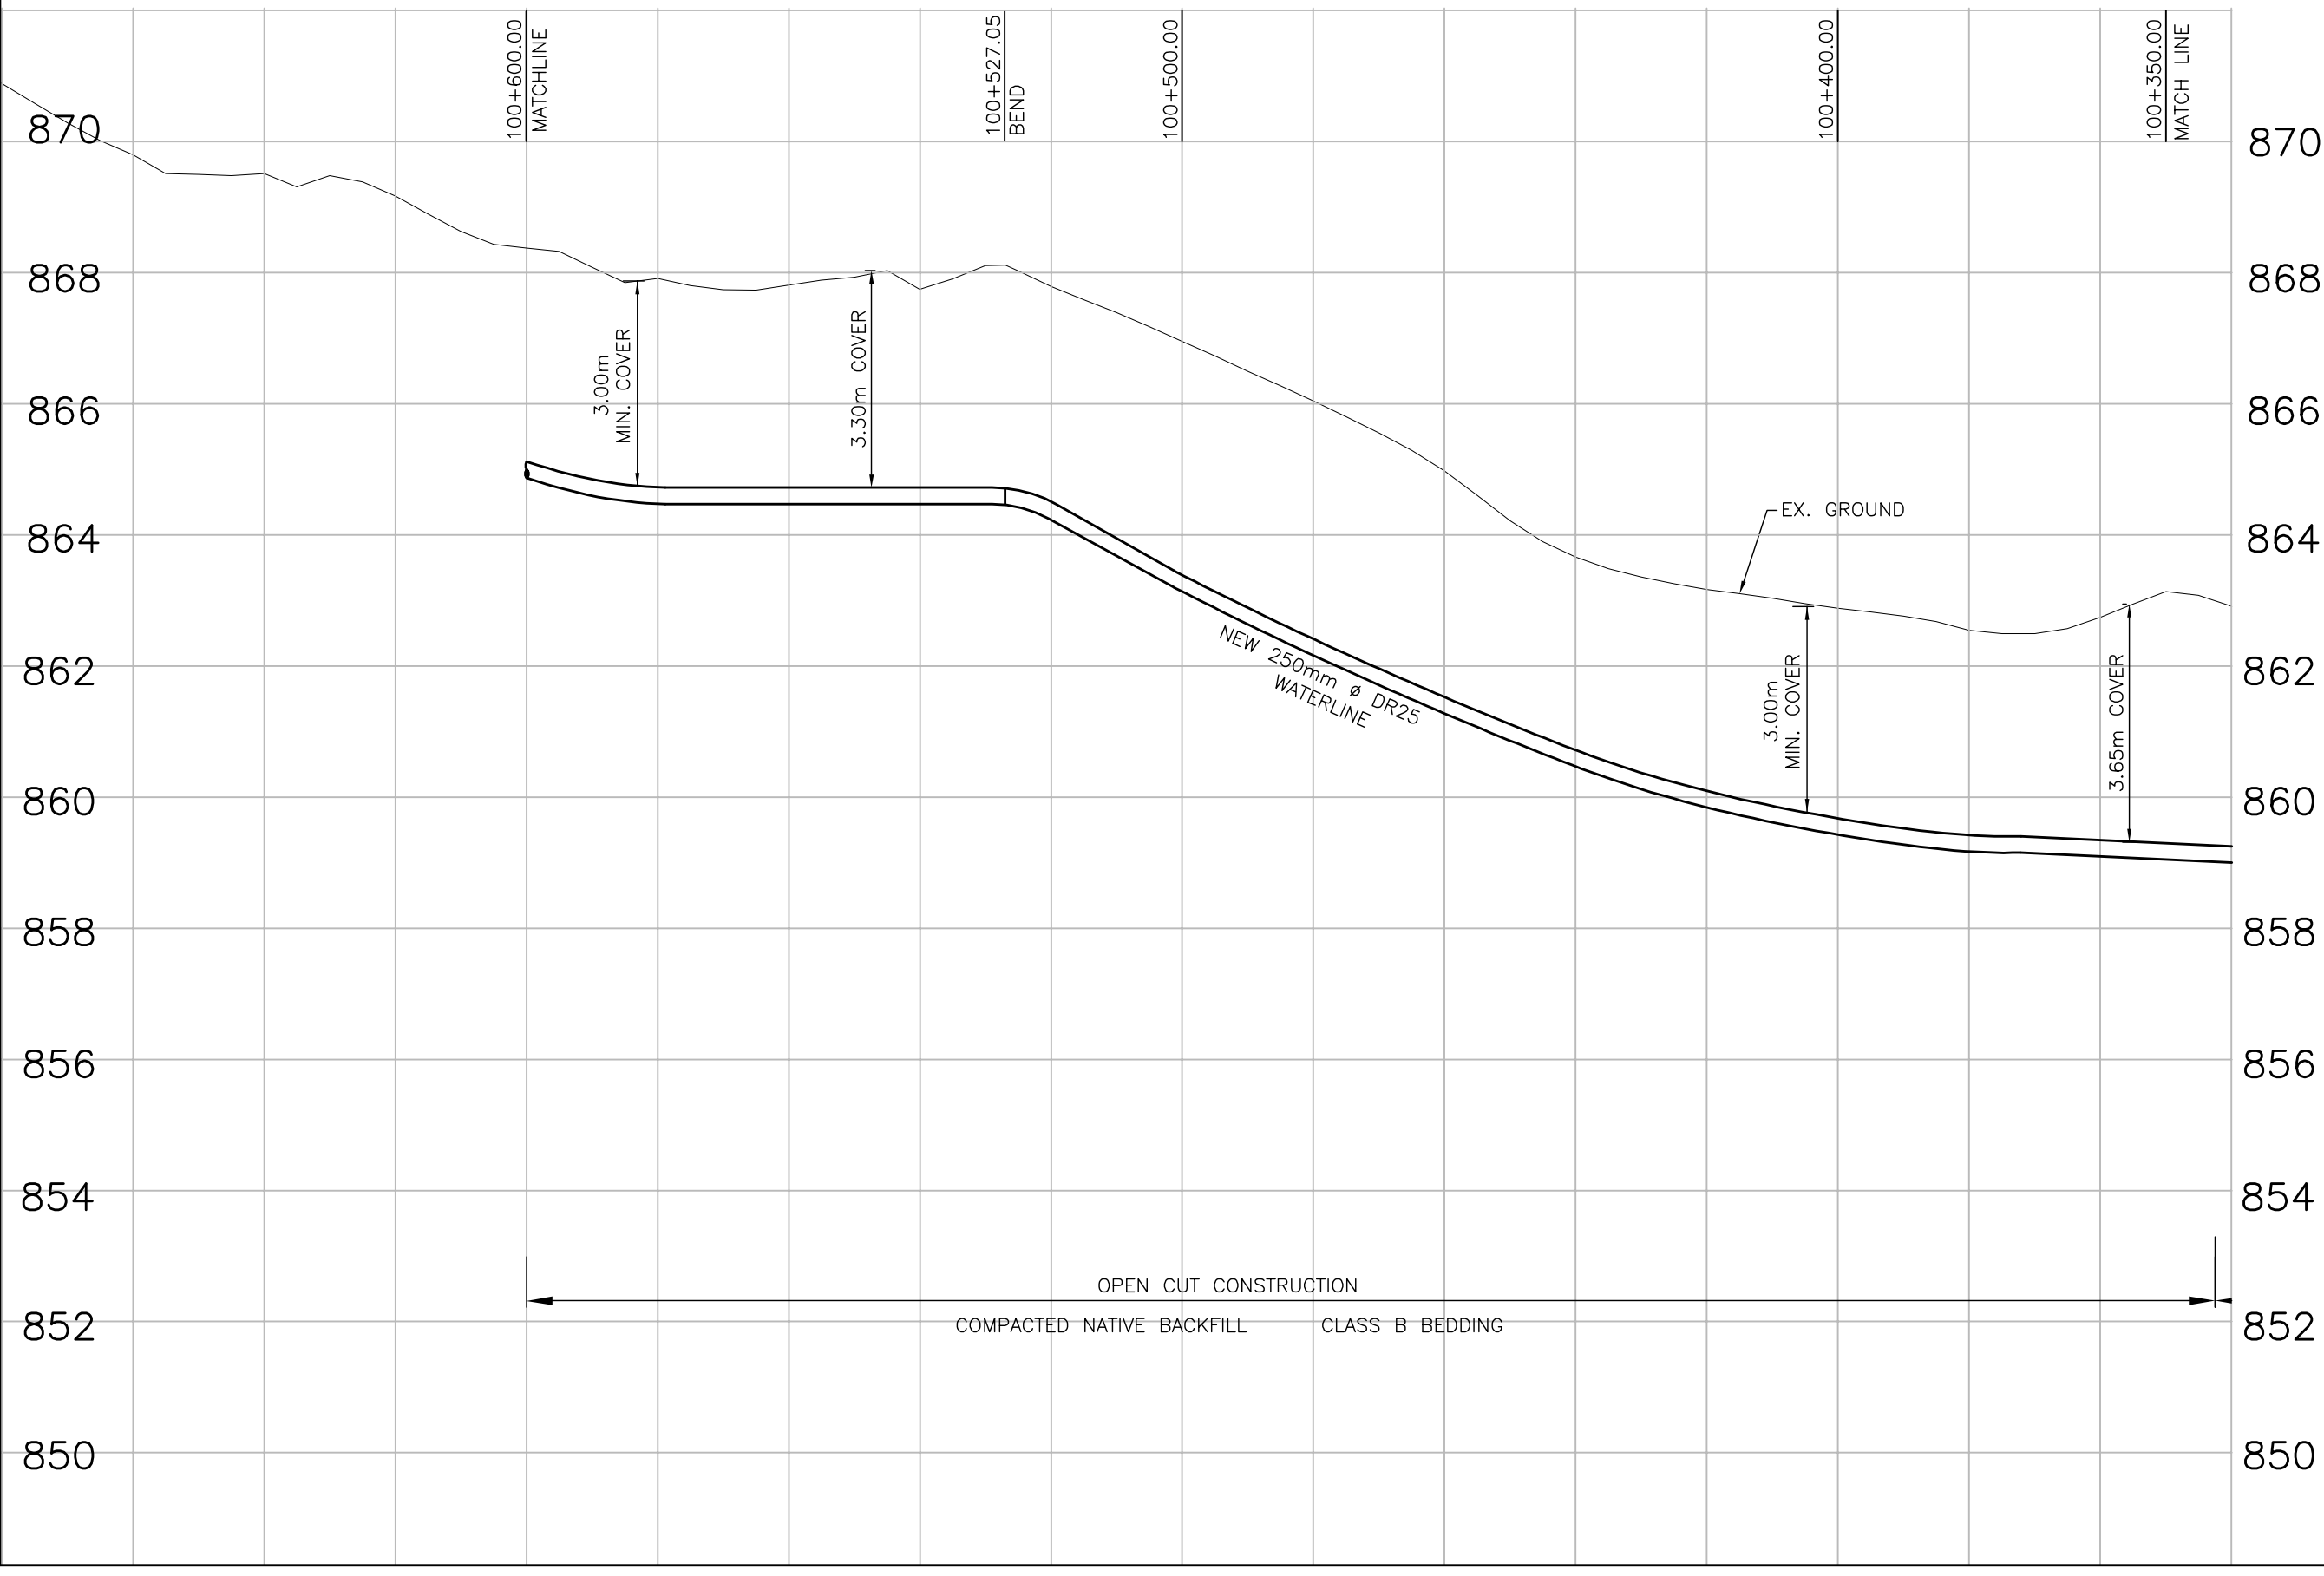 100+600.00
MATCHLINE
100+527.05
BEND
100+500.00
100+400.00
100+350.00
MATCH LINE
870
870
868
868
3.00m
MIN. COVER
3.30m COVER
866
866
EX. GROUND
864
864
NEW 250mm ø DR25
WATERLINE
3.00m
MIN. COVER
3.65m COVER
862
862
860
860
858
858
856
856
854
854
OPEN CUT CONSTRUCTION
COMPACTED NATIVE BACKFILL CLASS B BEDDING
852
852
850
850